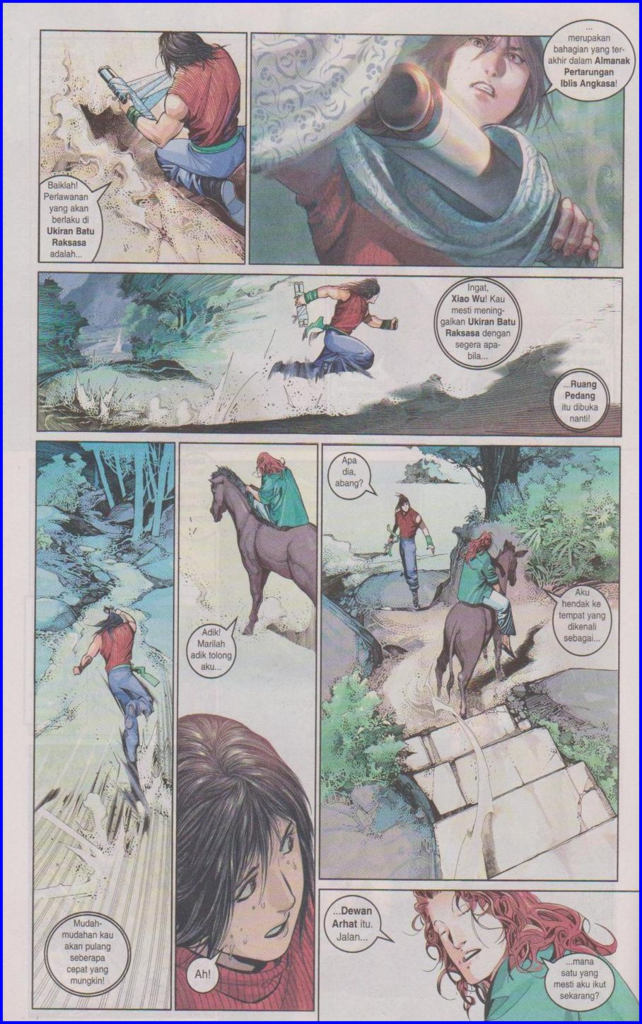 Baiklah!
Perlawanan
yang akan
berlaku di
Ukiran Batu
Raksasa
adalah...
...
merupakan
bahagian yang ter-
akhir dalam Almanak
Pertarungan
Iblis Angkasa!
Ingat,
Xiao Wu! Kau
mesti mening-
galkan Ukiran Batu
Raksasa dengan
segera apa-
bila...
...Ruang
Pedang
itu dibuka
nanti!
Mudah-
mudahan kau
akan pulang
seberapa
cepat yang
mungkin!
Adik!
Marilah
adik tolong
aku...
Ah!
Apa
dia,
abang?
Aku
hendak ke
tempat yang
dikenali
sebagai...
...Dewan
Arhat itu.
Jalan...
...mana
satu yang
mesti aku ikut
sekarang?